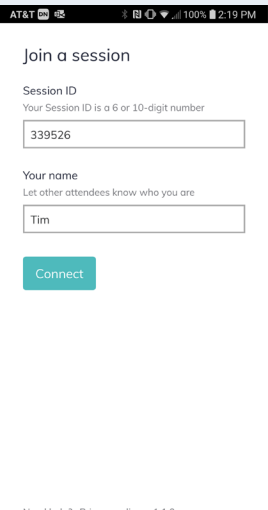 AT&T 100% 2:19 PM
Join a session
Session ID
Your Session ID is a 6 or 10-digit number
339526
Your name
Let other attendees know who you are
Tim
Connect